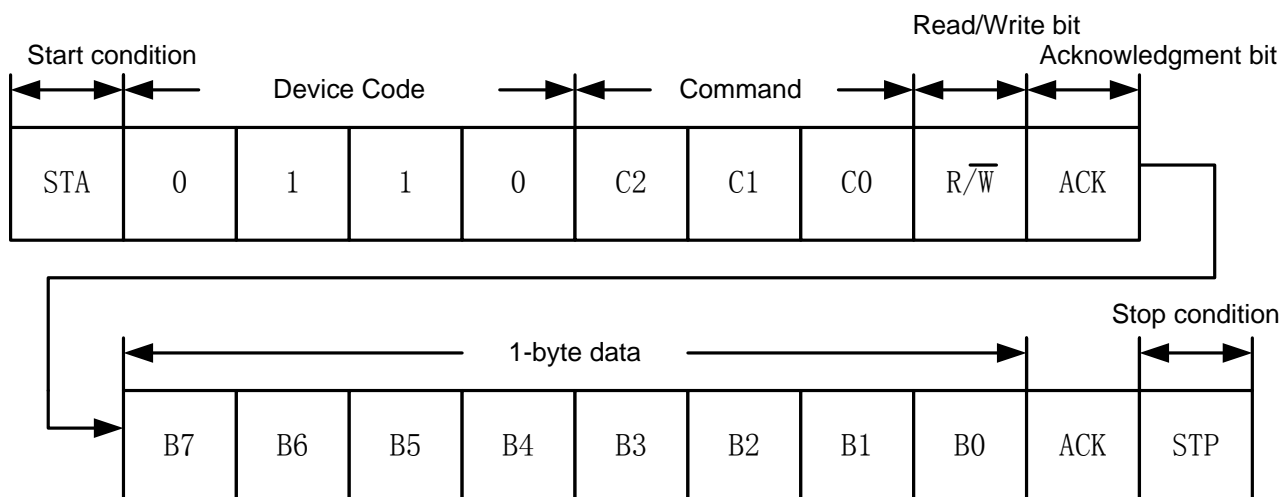 Read/Write bit
Start condition
Acknowledgment bit
Device Code
Command
STA 0 1 1 0 C2 C1 C0 R/W̅ ACK
Stop condition
1-byte data
B7 B6 B5 B4 B3 B2 B1 B0 ACK STP